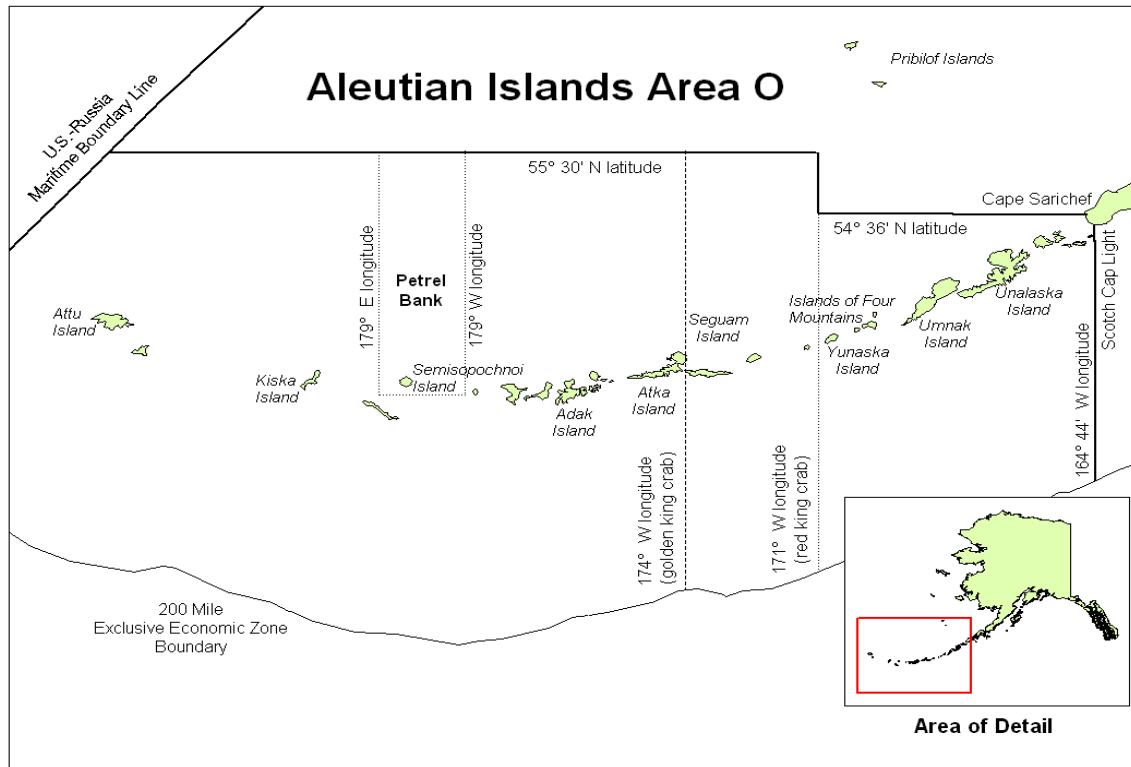 Pribilof Islands
Aleutian Islands Area O
U.S.-Russia
Maritime Boundary Line
55° 30' N latitude
Cape Sarichef
54° 36' N latitude
Scotch Cap Light
179° E longitude
Petrel
Bank
179° W longitude
Attu
Island
Kiska
Island
Semisopochnoi
Island
Adak
Island
Atka
Island
Seguam
Island
Islands of Four
Mountains
Yunaska
Island
Umnak
Island
Unalaska
Island
164° 44' W longitude
174° W longitude
(golden king crab)
171° W longitude
(red king crab)
200 Mile
Exclusive Economic Zone
Boundary
Area of Detail